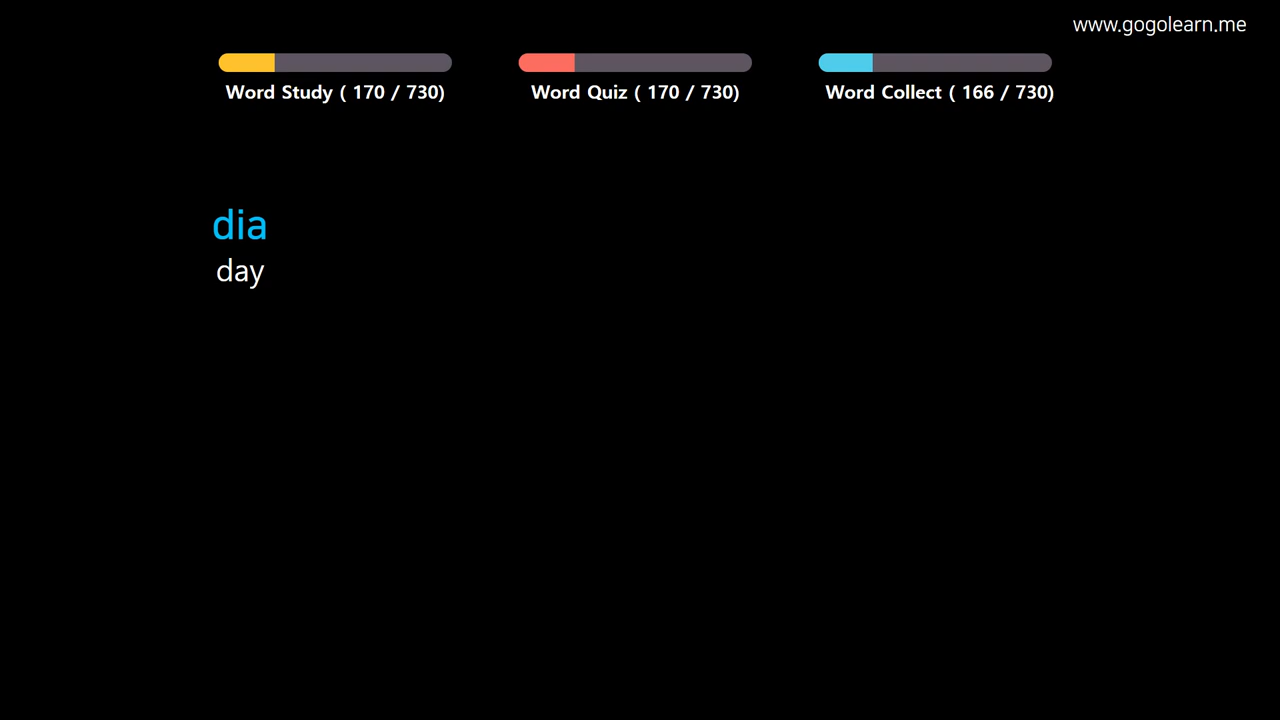 www.gogolearn.me
Word Study ( 170 / 730)
Word Quiz ( 170 / 730)
Word Collect ( 166 / 730)
dia
day